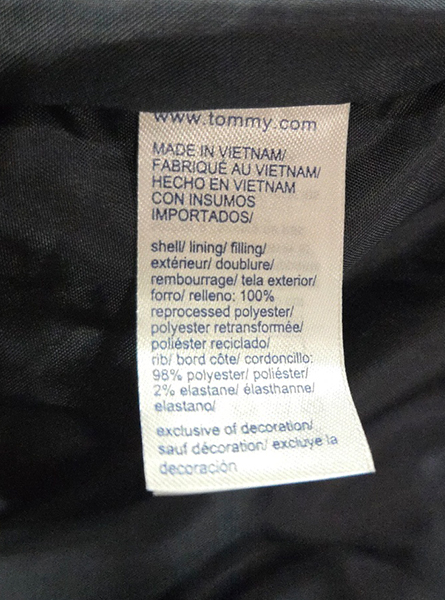 www.tommy.com
MADE IN VIETNAM/
FABRIQUÉ AU VIETNAM/
HECHO EN VIETNAM
CON INSUMOS
IMPORTADOS/
shell/ lining/ filling/
extérieur/ doublure/
rembourrage/ tela exterior/
forro/ relleno: 100%
reprocessed polyester/
polyester retransformée/
poliéster reciclado/
rib/ bord côte/ cordoncillo:
98% polyester/ poliéster/
2% elastane/ élasthanne/
elastano/
exclusive of decoration/
sauf décoration/ excluye la
decoración